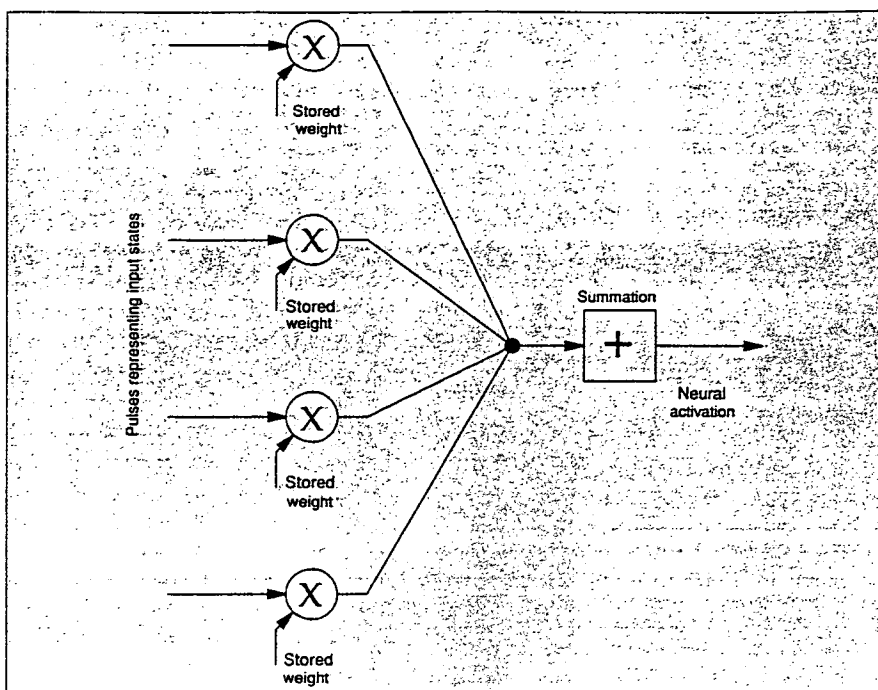 X
Stored
weight
Pulses representing input states
X
Stored
weight
Summation
+
Neural
activation
X
Stored
weight
X
Stored
weight